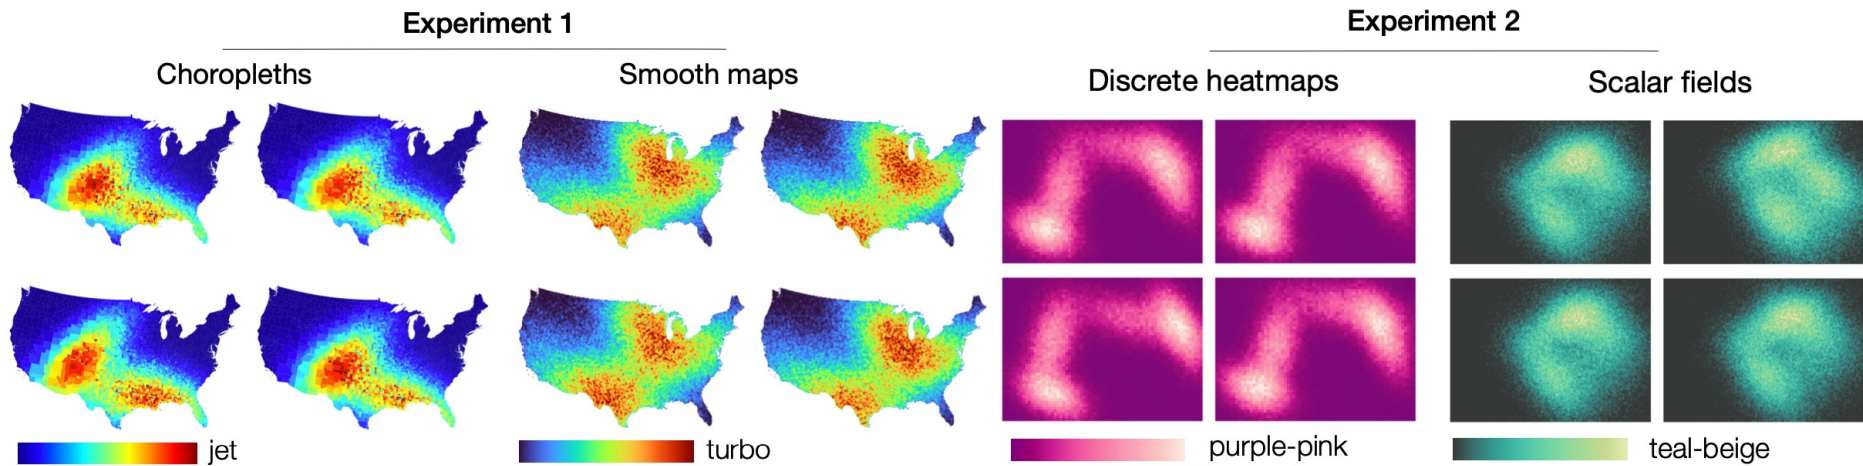 Experiment 1
Experiment 2
Choropleths
Smooth maps
Discrete heatmaps
Scalar fields
jet
turbo
purple-pink
teal-beige